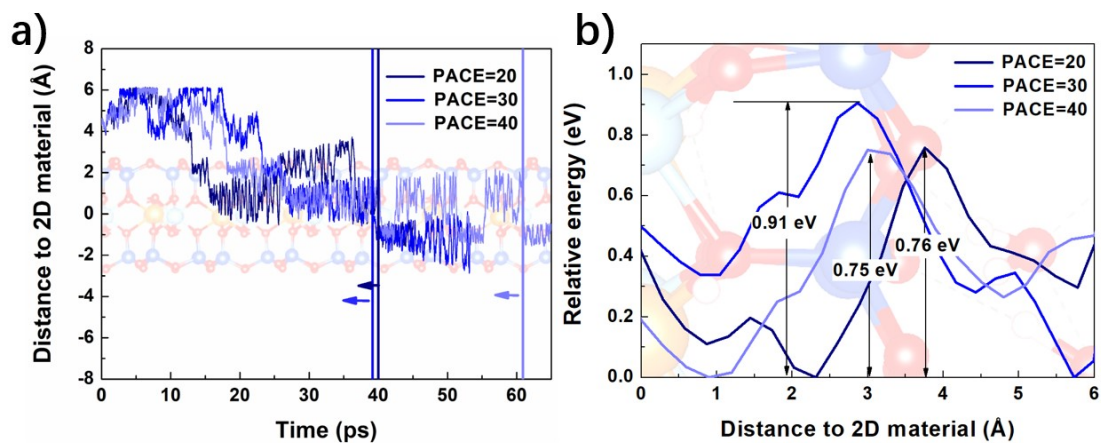 a)
Distance to 2D material (Å)
8
6
4
2
0
-2
-4
-6
-8
PACE=20
PACE=30
PACE=40
0 10 20 30 40 50 60
Time (ps)
b)
Relative energy (eV)
1.0
0.8
0.6
0.4
0.2
0.0
PACE=20
PACE=30
PACE=40
0.91 eV
0.75 eV
0.76 eV
0 1 2 3 4 5 6
Distance to 2D material (Å)